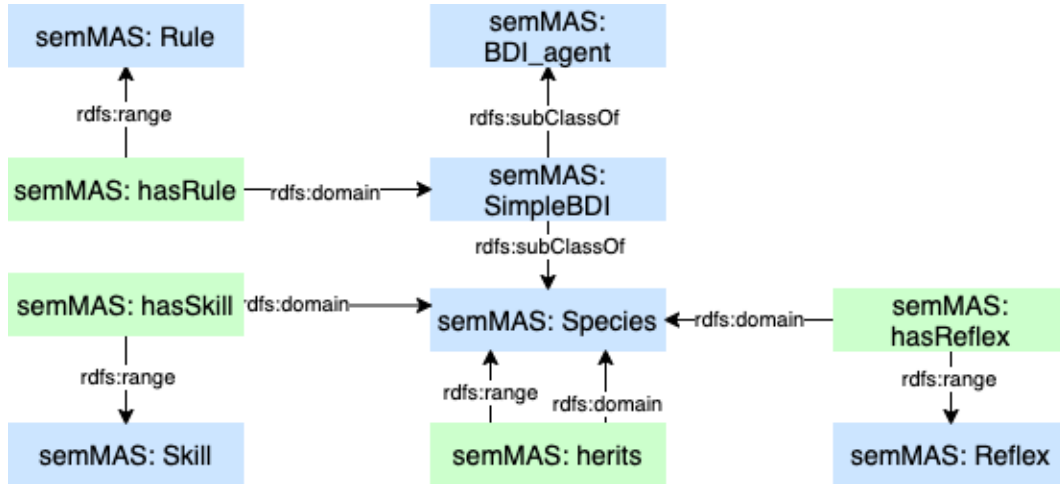 semMAS: Rule
semMAS:
BDI_agent
rdfs:range
rdfs:subClassOf
semMAS: hasRule
rdfs:domain
semMAS:
SimpleBDI
rdfs:subClassOf
semMAS: hasSkill
rdfs:domain
semMAS: Species
rdfs:domain
semMAS:
hasReflex
rdfs:range
rdfs:range
rdfs:domain
rdfs:range
semMAS: Skill
semMAS: herits
semMAS: Reflex